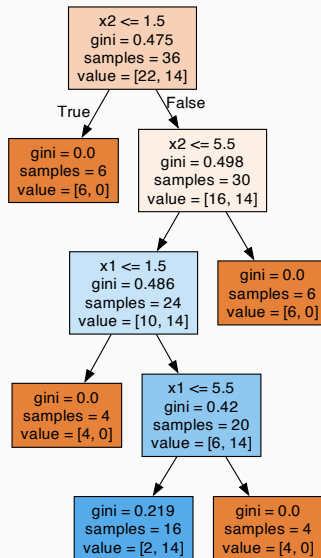 x2 <= 1.5
gini = 0.475
samples = 36
value = [22, 14]
True
False
gini = 0.0
samples = 6
value = [6, 0]
x2 <= 5.5
gini = 0.498
samples = 30
value = [16, 14]
x1 <= 1.5
gini = 0.486
samples = 24
value = [10, 14]
gini = 0.0
samples = 6
value = [6, 0]
gini = 0.0
samples = 4
value = [4, 0]
x1 <= 5.5
gini = 0.42
samples = 20
value = [6, 14]
gini = 0.219
samples = 16
value = [2, 14]
gini = 0.0
samples = 4
value = [4, 0]